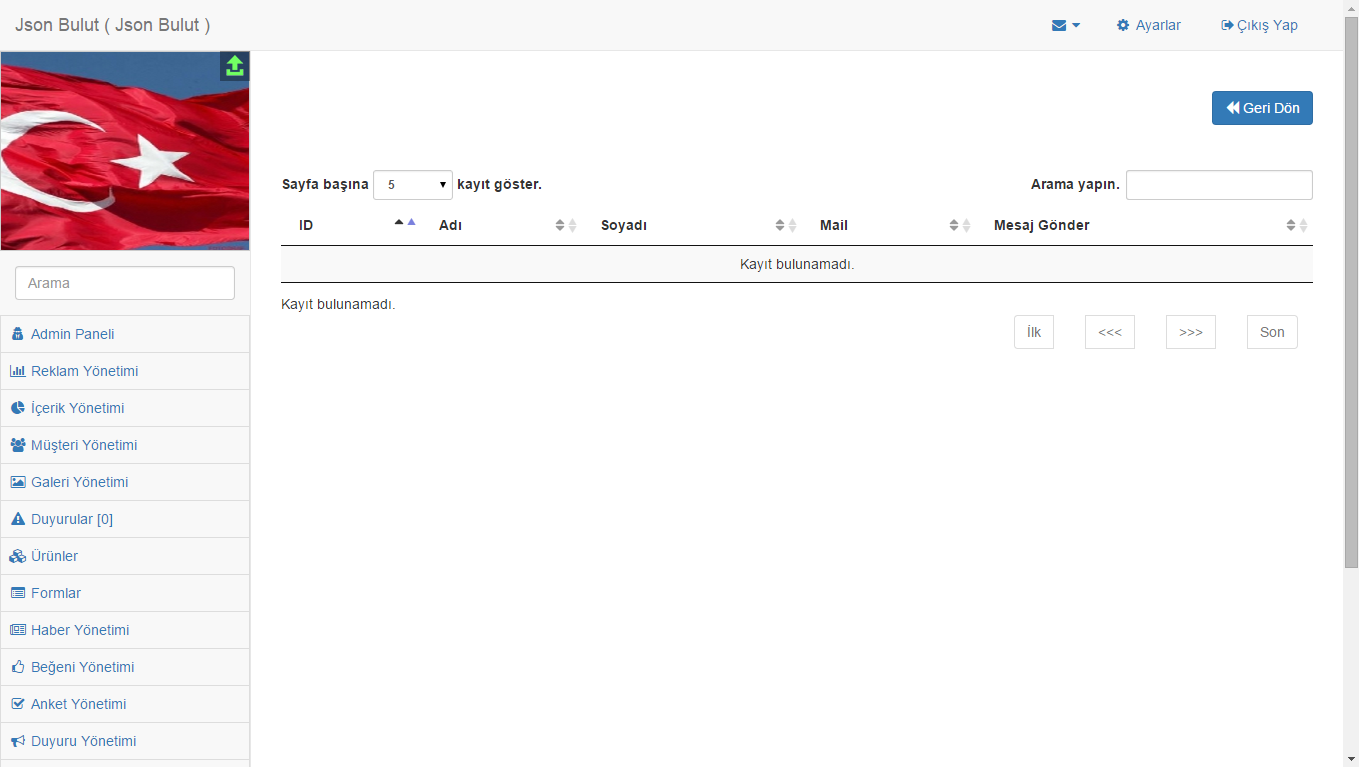 Json Bulut ( Json Bulut )
Ayarlar
Çıkış Yap
Geri Dön
Sayfa başına 5 kayıt göster.
Arama yapın.
ID Adı Soyadı Mail Mesaj Gönder
Kayıt bulunamadı.
Kayıt bulunamadı.
İlk <<< >>> Son
Arama
Admin Paneli
Reklam Yönetimi
İçerik Yönetimi
Müşteri Yönetimi
Galeri Yönetimi
Duyurular [0]
Ürünler
Formlar
Haber Yönetimi
Beğeni Yönetimi
Anket Yönetimi
Duyuru Yönetimi